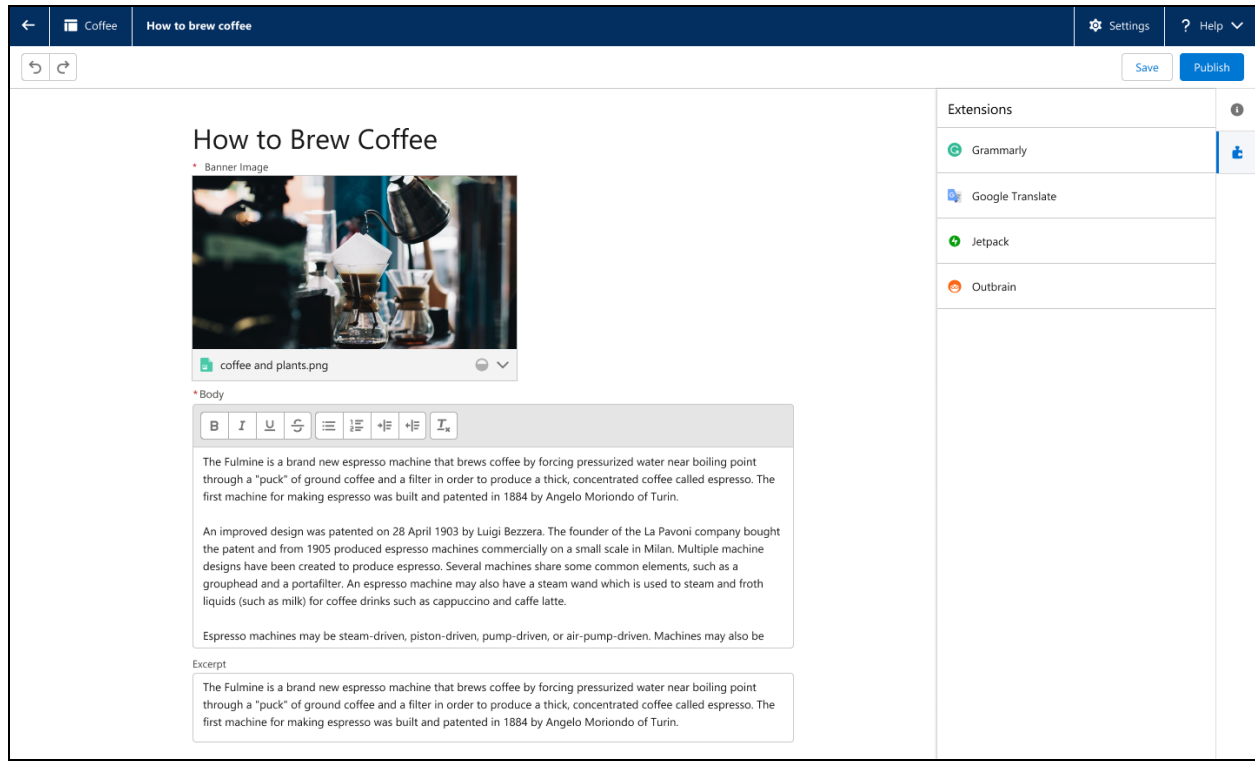 Coffee
How to brew coffee
Settings
? Help
Save
Publish
How to Brew Coffee
* Banner Image
coffee and plants.png
* Body
B I U S
The Fulmine is a brand new espresso machine that brews coffee by forcing pressurized water near boiling point
through a "puck" of ground coffee and a filter in order to produce a thick, concentrated coffee called espresso. The
first machine for making espresso was built and patented in 1884 by Angelo Moriondo of Turin.
An improved design was patented on 28 April 1903 by Luigi Bezzera. The founder of the La Pavoni company bought
the patent and from 1905 produced espresso machines commercially on a small scale in Milan. Multiple machine
designs have been created to produce espresso. Several machines share some common elements, such as a
grouphead and a portafilter. An espresso machine may also have a steam wand which is used to steam and froth
liquids (such as milk) for coffee drinks such as cappuccino and caffe latte.
Espresso machines may be steam-driven, piston-driven, pump-driven, or air-pump-driven. Machines may also be
Excerpt
The Fulmine is a brand new espresso machine that brews coffee by forcing pressurized water near boiling point
through a "puck" of ground coffee and a filter in order to produce a thick, concentrated coffee called espresso. The
first machine for making espresso was built and patented in 1884 by Angelo Moriondo of Turin.
Extensions
Grammarly
Google Translate
Jetpack
Outbrain